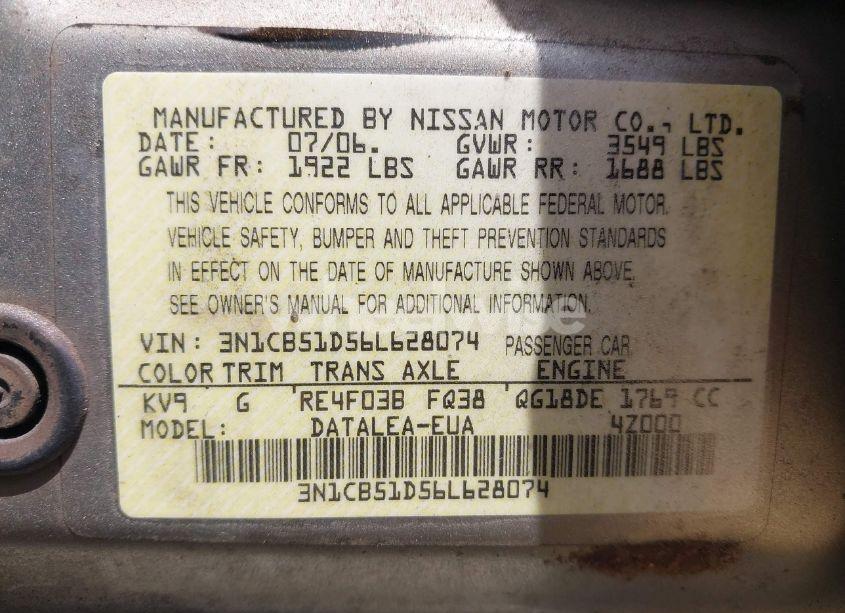 MANUFACTURED BY NISSAN MOTOR CO., LTD.
DATE: 07/06. GVWR: 3549 LBS
GAWR FR: 1922 LBS GAWR RR: 1688 LBS
THIS VEHICLE CONFORMS TO ALL APPLICABLE FEDERAL MOTOR
VEHICLE SAFETY, BUMPER AND THEFT PREVENTION STANDARDS
IN EFFECT ON THE DATE OF MANUFACTURE SHOWN ABOVE.
SEE OWNER'S MANUAL FOR ADDITIONAL INFORMATION.
VIN: 3N1CB51D56L628074 PASSENGER CAR
COLOR TRIM TRANS AXLE ENGINE
KV9 G RE4F03B FQ38 QG18DE 1769 CC
MODEL: DATALEA-EUA 4Z000
3N1CB51D56L628074